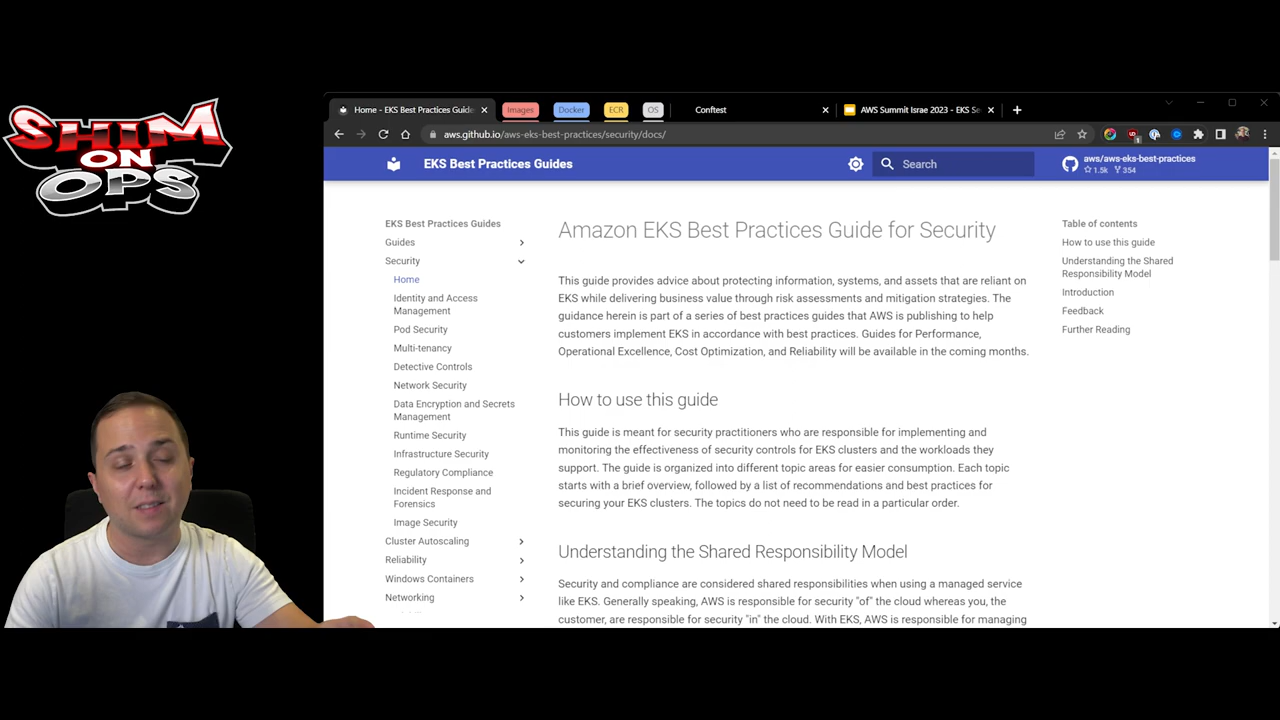 SHIM
ON
OPS
Home - EKS Best Practices Guide
Images
Docker
ECR
OS
Conftest
AWS Summit Israe 2023 - EKS Se
aws.github.io/aws-eks-best-practices/security/docs/
EKS Best Practices Guides
Search
aws/aws-eks-best-practices
1.5k 354
EKS Best Practices Guides
Guides
Security
Home
Identity and Access
Management
Pod Security
Multi-tenancy
Detective Controls
Network Security
Data Encryption and Secrets
Management
Runtime Security
Infrastructure Security
Regulatory Compliance
Incident Response and
Forensics
Image Security
Cluster Autoscaling
Reliability
Windows Containers
Networking
Amazon EKS Best Practices Guide for Security
This guide provides advice about protecting information, systems, and assets that are reliant on
EKS while delivering business value through risk assessments and mitigation strategies. The
guidance herein is part of a series of best practices guides that AWS is publishing to help
customers implement EKS in accordance with best practices. Guides for Performance,
Operational Excellence, Cost Optimization, and Reliability will be available in the coming months.
How to use this guide
This guide is meant for security practitioners who are responsible for implementing and
monitoring the effectiveness of security controls for EKS clusters and the workloads they
support. The guide is organized into different topic areas for easier consumption. Each topic
starts with a brief overview, followed by a list of recommendations and best practices for
securing your EKS clusters. The topics do not need to be read in a particular order.
Understanding the Shared Responsibility Model
Security and compliance are considered shared responsibilities when using a managed service
like EKS. Generally speaking, AWS is responsible for security "of" the cloud whereas you, the
customer, are responsible for security "in" the cloud. With EKS, AWS is responsible for managing
Table of contents
How to use this guide
Understanding the Shared
Responsibility Model
Introduction
Feedback
Further Reading